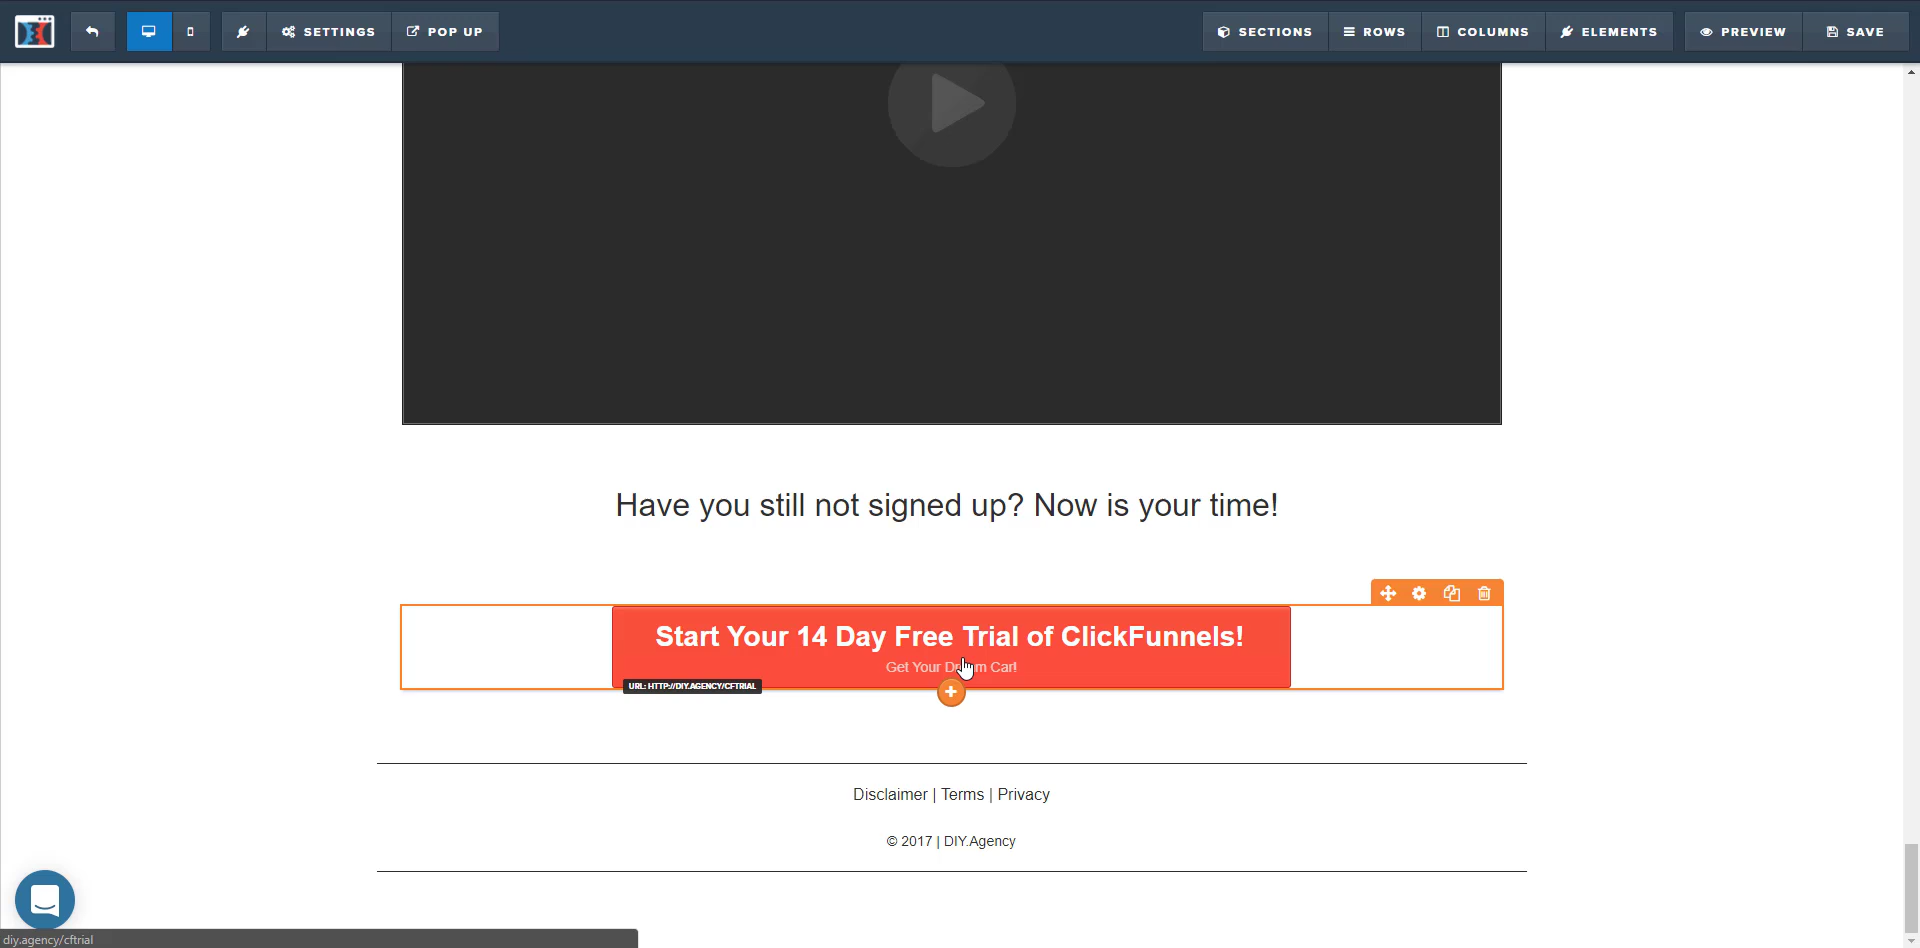 SETTINGS
POP UP
SECTIONS
ROWS
COLUMNS
ELEMENTS
PREVIEW
SAVE
Have you still not signed up? Now is your time!
Start Your 14 Day Free Trial of ClickFunnels!
Get Your Dream Car!
URL: HTTP://DIY.AGENCY/CFTRIAL
Disclaimer | Terms | Privacy
© 2017 | DIY.Agency
diy.agency/cftrial